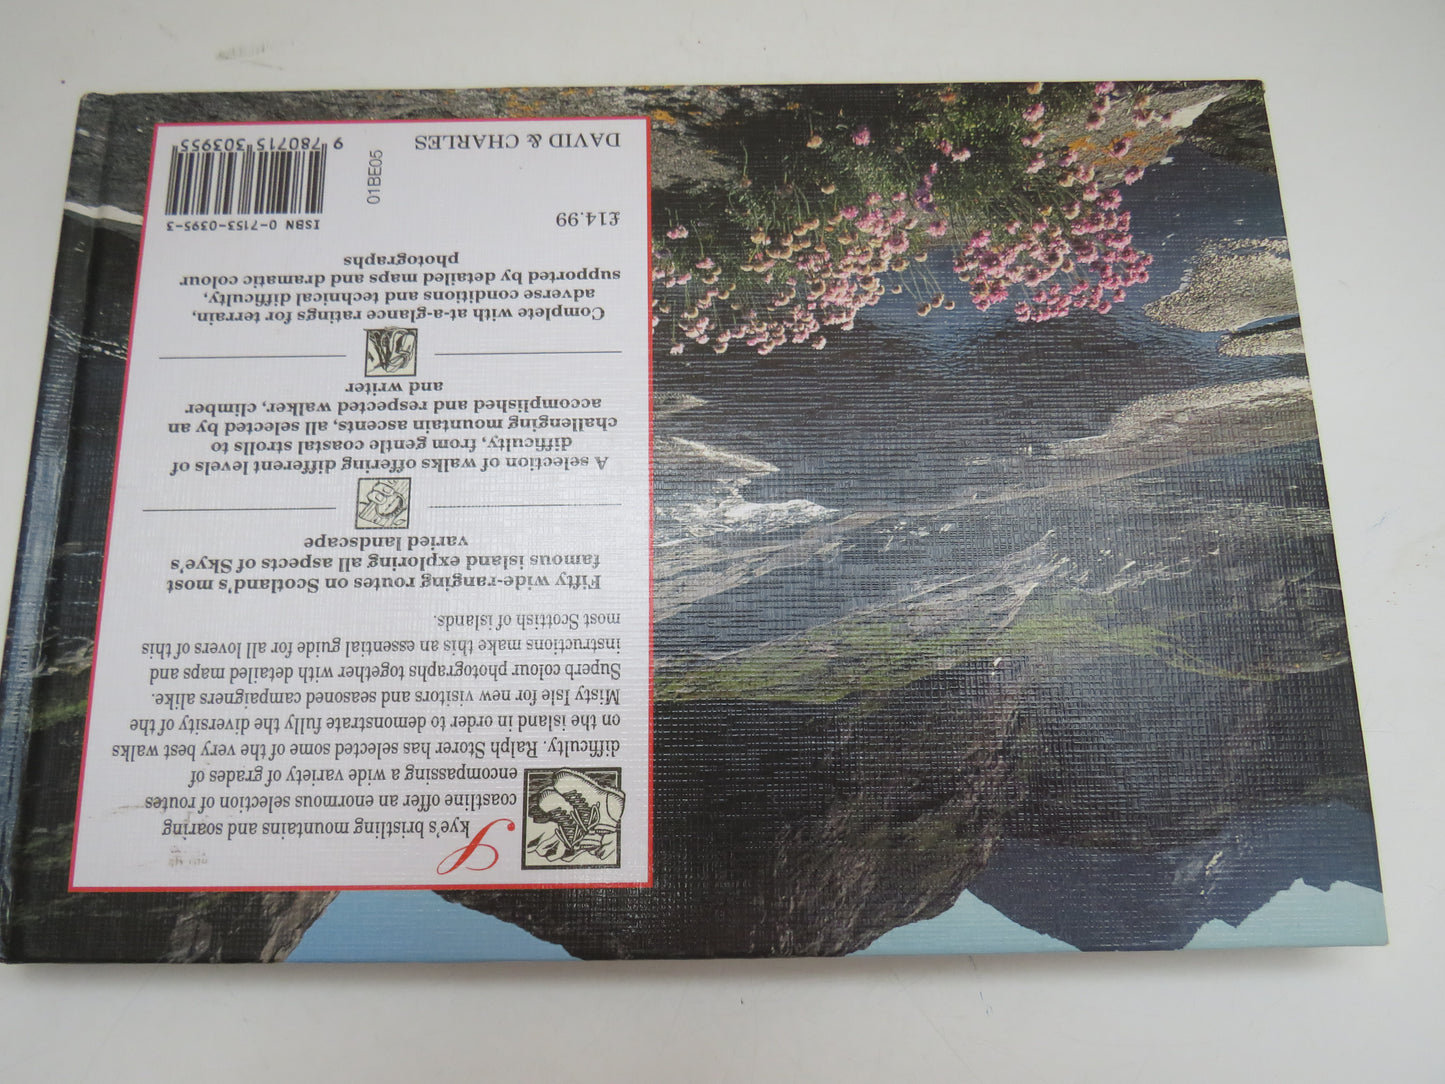 Skye's bristling mountains and soaring
coastline offer an enormous selection of routes
encompassing a wide variety of grades of
difficulty. Ralph Storer has selected some of the very best walks
on the island in order to demonstrate fully the diversity of the
Misty Isle for new visitors and seasoned campaigners alike.
Superb colour photographs together with detailed maps and
instructions make this an essential guide for all lovers of this
most Scottish of islands.
Fifty wide-ranging routes on Scotland's most
famous island exploring all aspects of Skye's
varied landscape
A selection of walks offering different levels of
difficulty, from gentle coastal strolls to
challenging mountain ascents, all selected by an
accomplished and respected walker, climber
and writer
Complete with at-a-glance ratings for terrain,
adverse conditions and technical difficulty,
supported by detailed maps and dramatic colour
photographs
£14.99
ISBN 0-7153-0395-3
01BE05
DAVID & CHARLES
9 780715 303955